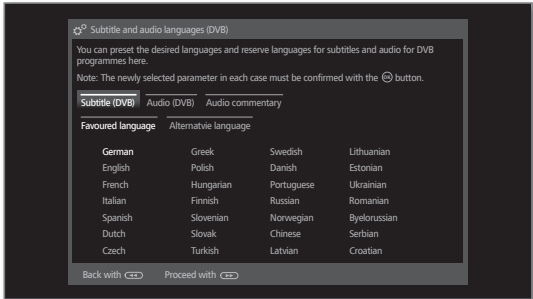 Subtitle and audio languages (DVB)
You can preset the desired languages and reserve languages for subtitles and audio for DVB
programmes here.
Note: The newly selected parameter in each case must be confirmed with the OK button.
Subtitle (DVB) Audio (DVB) Audio commentary
Favoured language Alternatvie language
German Greek Swedish Lithuanian
English Polish Danish Estonian
French Hungarian Portuguese Ukrainian
Italian Finnish Russian Romanian
Spanish Slovenian Norwegian Byelorussian
Dutch Slovak Chinese Serbian
Czech Turkish Latvian Croatian
Back with Proceed with